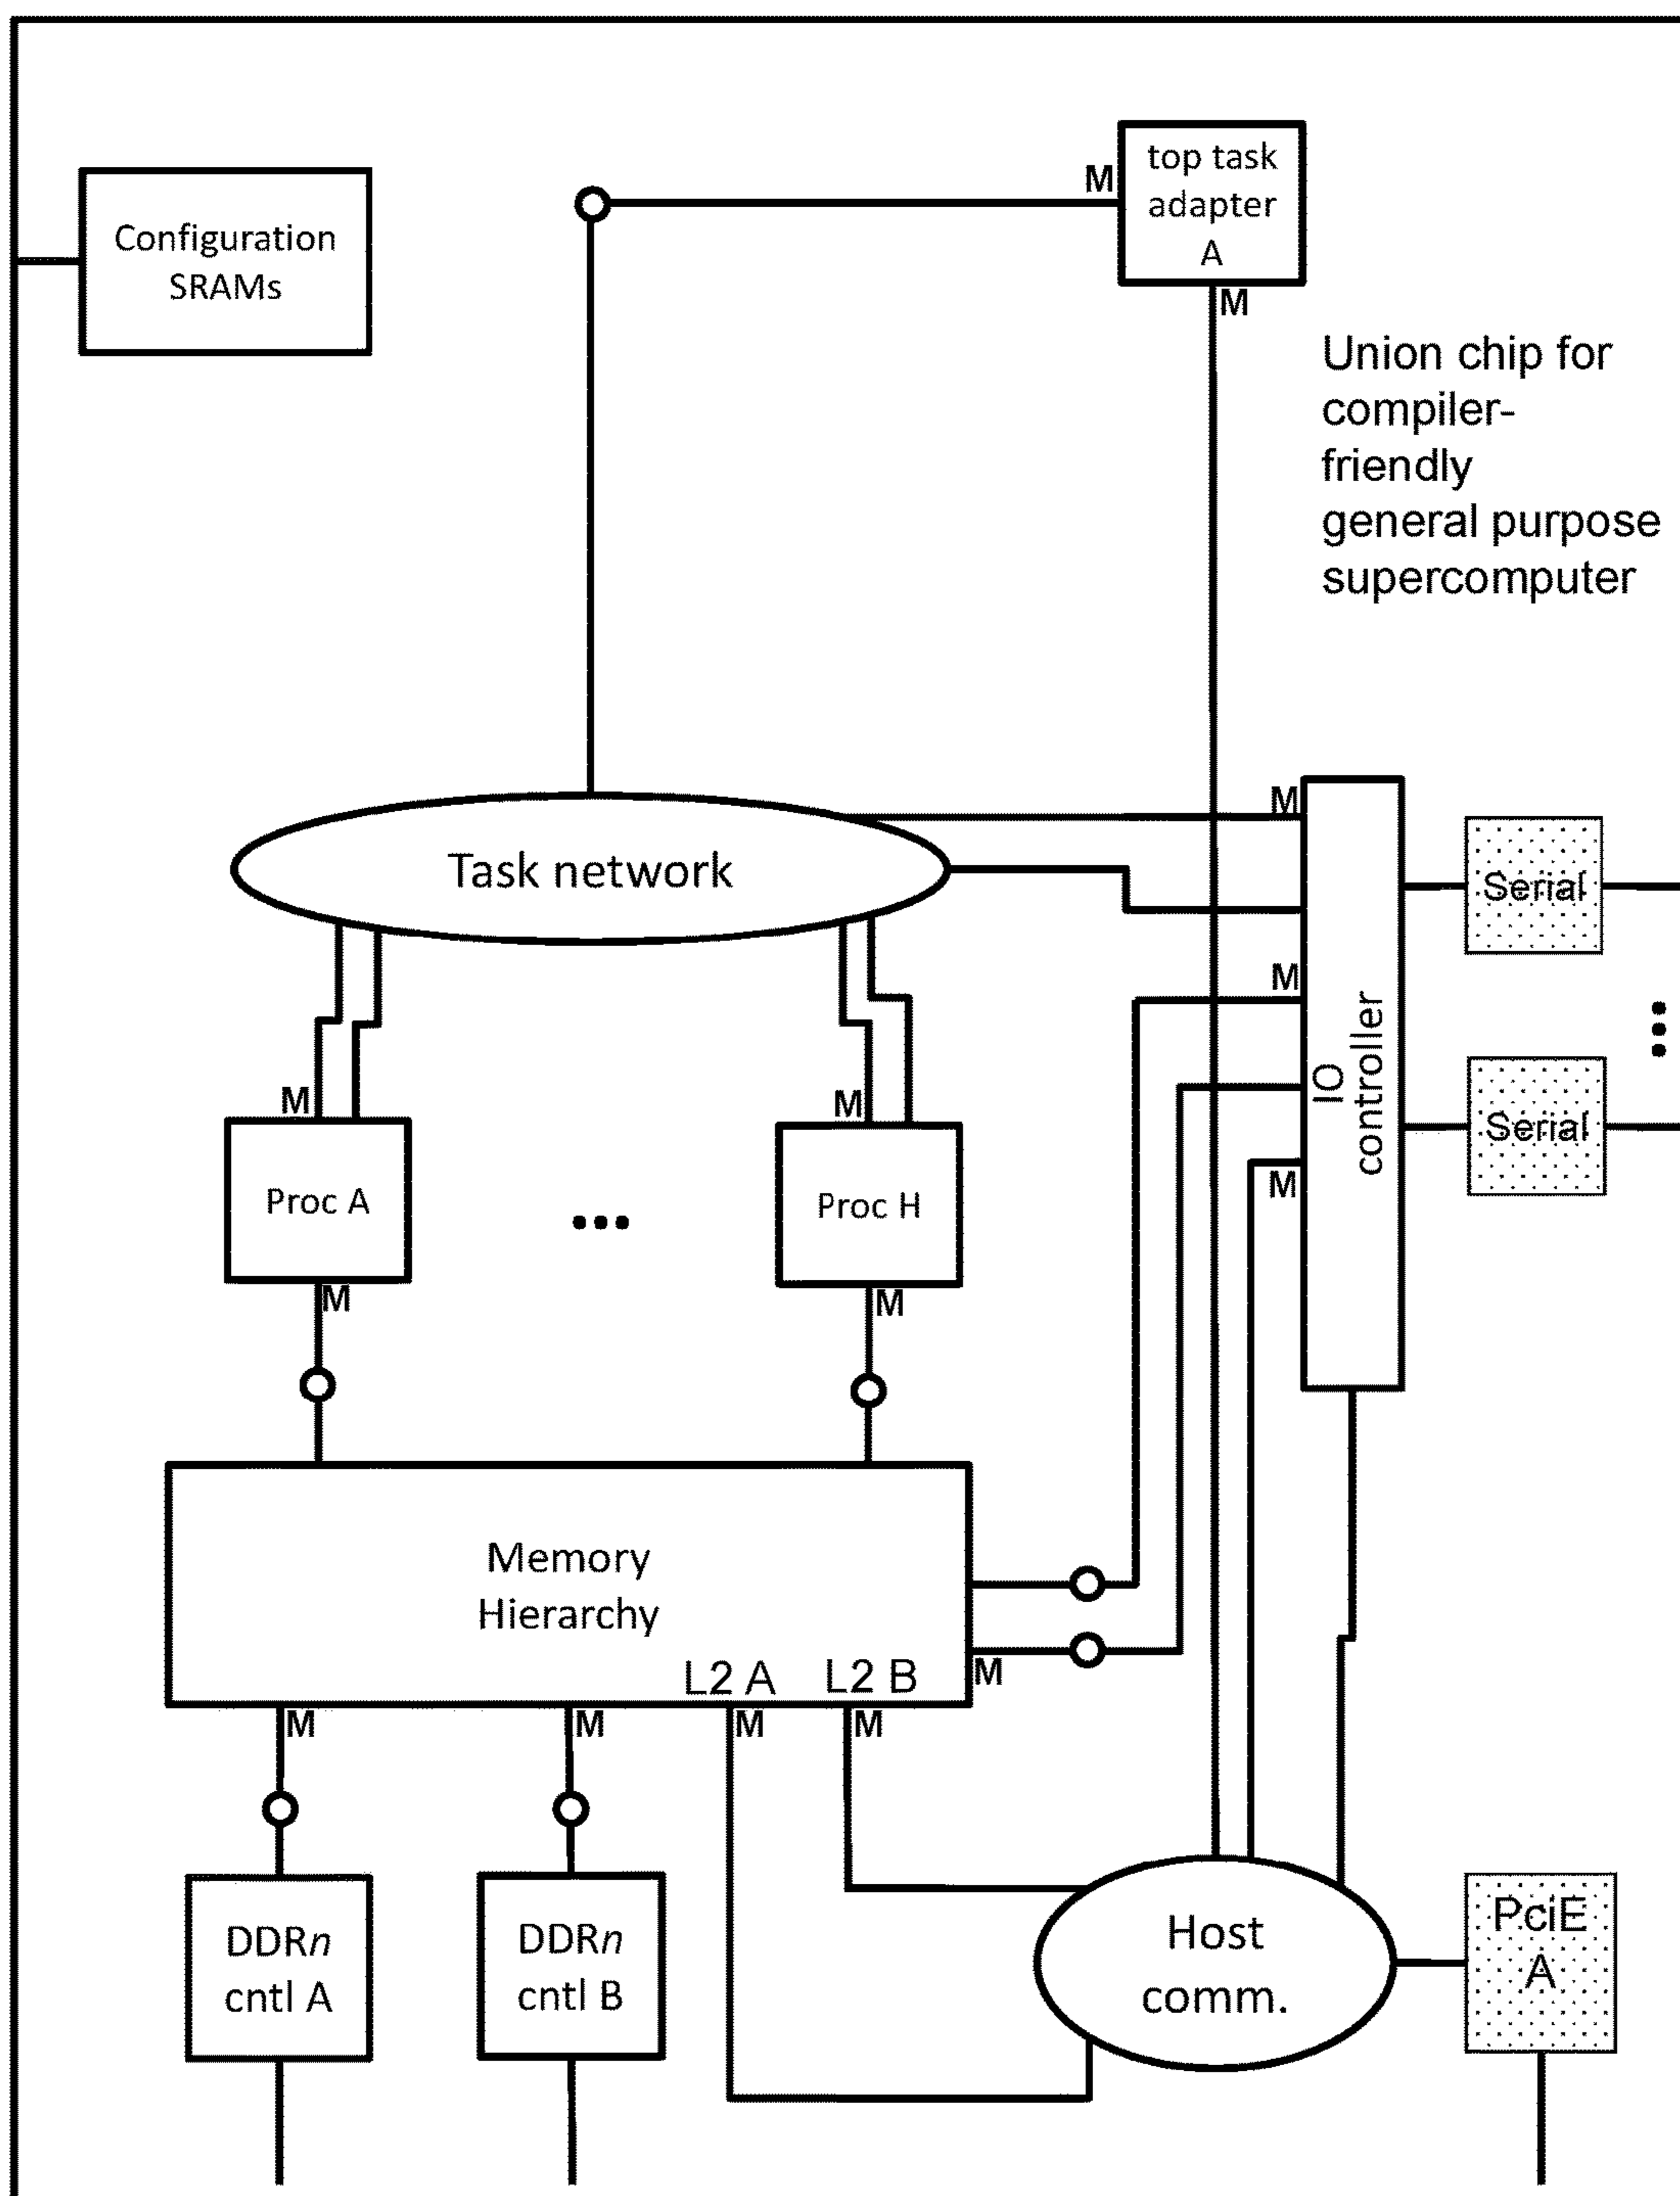 top task
adapter
A
M
M
Configuration
SRAMs
Union chip for
compiler-
friendly
general purpose
supercomputer
M
Task network
Serial
M
IO
controller
M
M
Serial
M
Proc A
Proc H
M
M
Memory
Hierarchy
L2 A
L2 B
M
M
M
M
M
DDRn
cntl A
DDRn
cntl B
Host
comm.
PciE
A